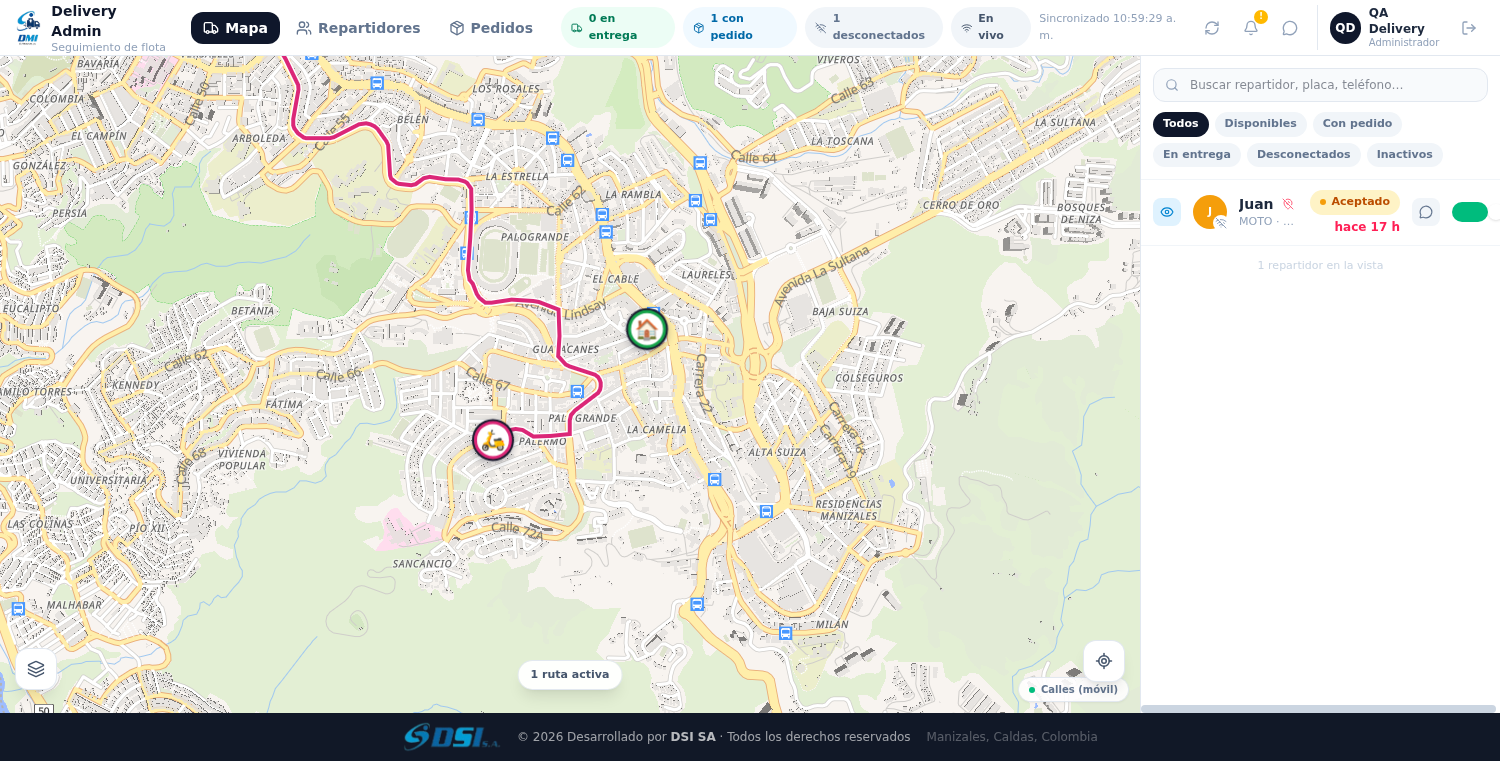 Delivery
Admin
Seguimiento de flota
Mapa
Repartidores
Pedidos
0 en
entrega
1 con
pedido
1
desconectados
En
vivo
Sincronizado 10:59:29 a.
m.
!
QD
QA
Delivery
Administrador
Buscar repartidor, placa, teléfono...
Todos
Disponibles
Con pedido
En entrega
Desconectados
Inactivos
J
Juan
MOTO · ...
Aceptado
hace 17 h
1 repartidor en la vista
BAVARIA
VIVEROS
LOS ROSALES
Calle 63
COLOMBIA
Calle 50
Calle 55
BELÉN
LA SULTANA
EL CAMPÍN
ARBOLEDA
LA TOSCANA
GONZÁLEZ
Calle 64
LA ESTRELLA
LA RAMBLA
Calle 62
PERSIA
CERRO DE ORO
BOSQUES
DE NIZA
PALOGRANDE
EL CABLE
LAURELES
Avenida La Sultana
EUCALIPTO
BETANIA
Avenida Lindsay
BAJA SUIZA
GUAYACANES
Calle 62
Calle 66
Calle 67
Carrera 22
COLSEGUROS
KENNEDY
FÁTIMA
PALOGRANDE
PALERMO
LA CAMELIA
Carrera 18
Carrera 19
ALTA SUIZA
VIVIENDA
POPULAR
Calle 68
UNIVERSITARIA
RESIDENCIAS
MANIZALES
LAS COLINAS
PÍO XII
Calle 72A
SANCANCIO
MALHABAR
MILÁN
50
1 ruta activa
Calles (móvil)
DSI S.A.
© 2026 Desarrollado por DSI SA · Todos los derechos reservados
Manizales, Caldas, Colombia